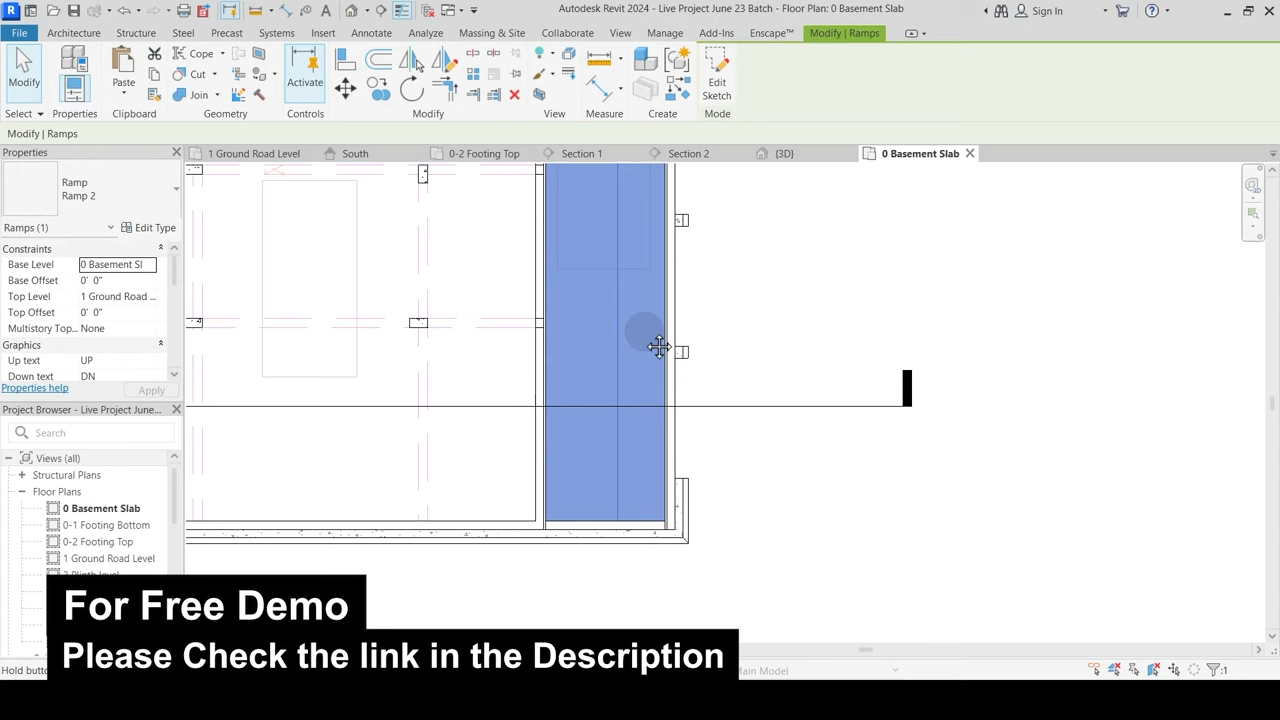 Autodesk Revit 2024 - Live Project June 23 Batch - Floor Plan: 0 Basement Slab
Sign In
File Architecture Structure Steel Precast Systems Insert Annotate Analyze Massing & Site Collaborate View Manage Add-Ins Enscape™ Modify | Ramps
Modify
Paste
Cope
Cut
Join
Activate
Edit
Sketch
Select Properties Clipboard Geometry Controls Modify View Measure Create Mode
Modify | Ramps
Properties
1 Ground Road Level South 0-2 Footing Top Section 1 Section 2 (3D) 0 Basement Slab
Ramp
Ramp 2
Ramps (1) Edit Type
Constraints
Base Level 0 Basement Sl
Base Offset 0' 0"
Top Level 1 Ground Road ...
Top Offset 0' 0"
Multistory Top... None
Graphics
Up text UP
Down text DN
Properties help Apply
Project Browser - Live Project June...
Search
Views (all)
Structural Plans
Floor Plans
0 Basement Slab
0-1 Footing Bottom
0-2 Footing Top
1 Ground Road Level
For Free Demo
Please Check the link in the Description
Hold butt
Main Model
:1